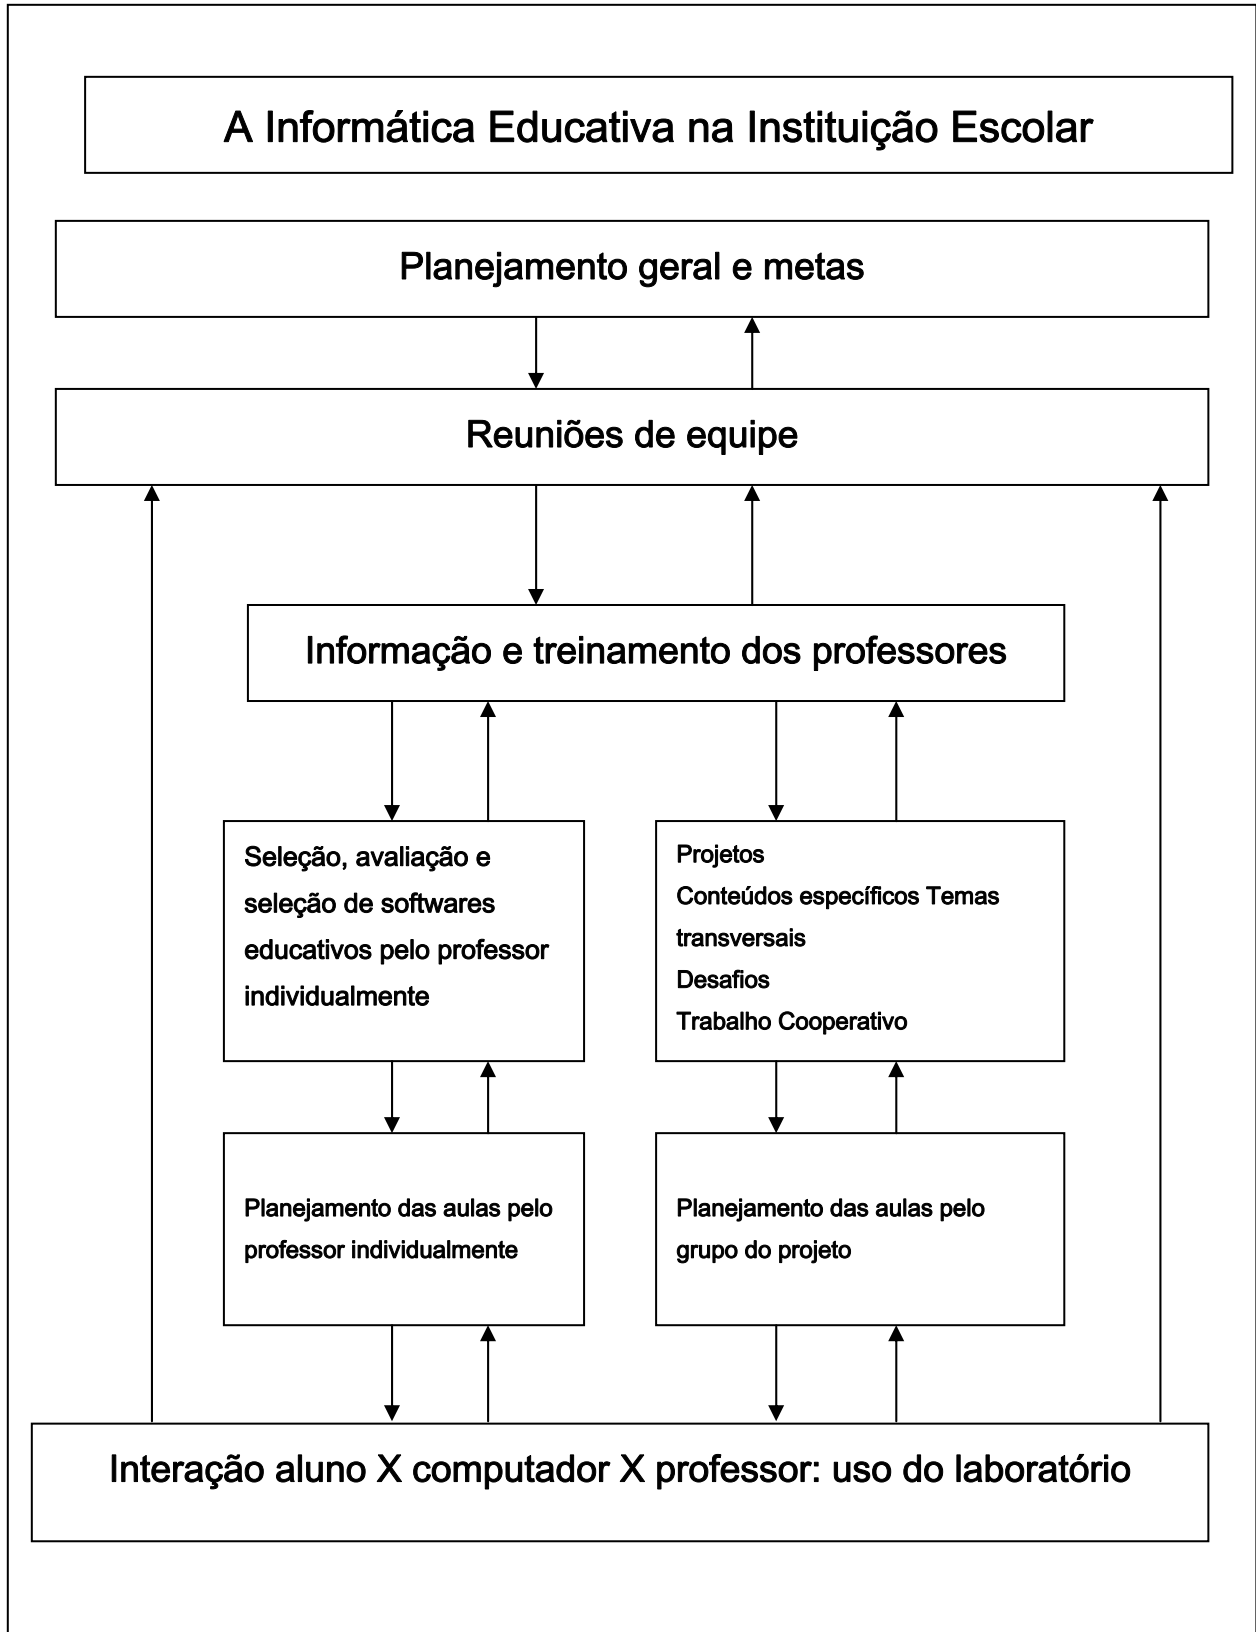 A Informática Educativa na Instituição Escolar
Planejamento geral e metas
Reuniões de equipe
Informação e treinamento dos professores
Seleção, avaliação e
seleção de softwares
educativos pelo professor
individualmente
Projetos
Conteúdos específicos Temas
transversais
Desafios
Trabalho Cooperativo
Planejamento das aulas pelo
professor individualmente
Planejamento das aulas pelo
grupo do projeto
Interação aluno X computador X professor: uso do laboratório